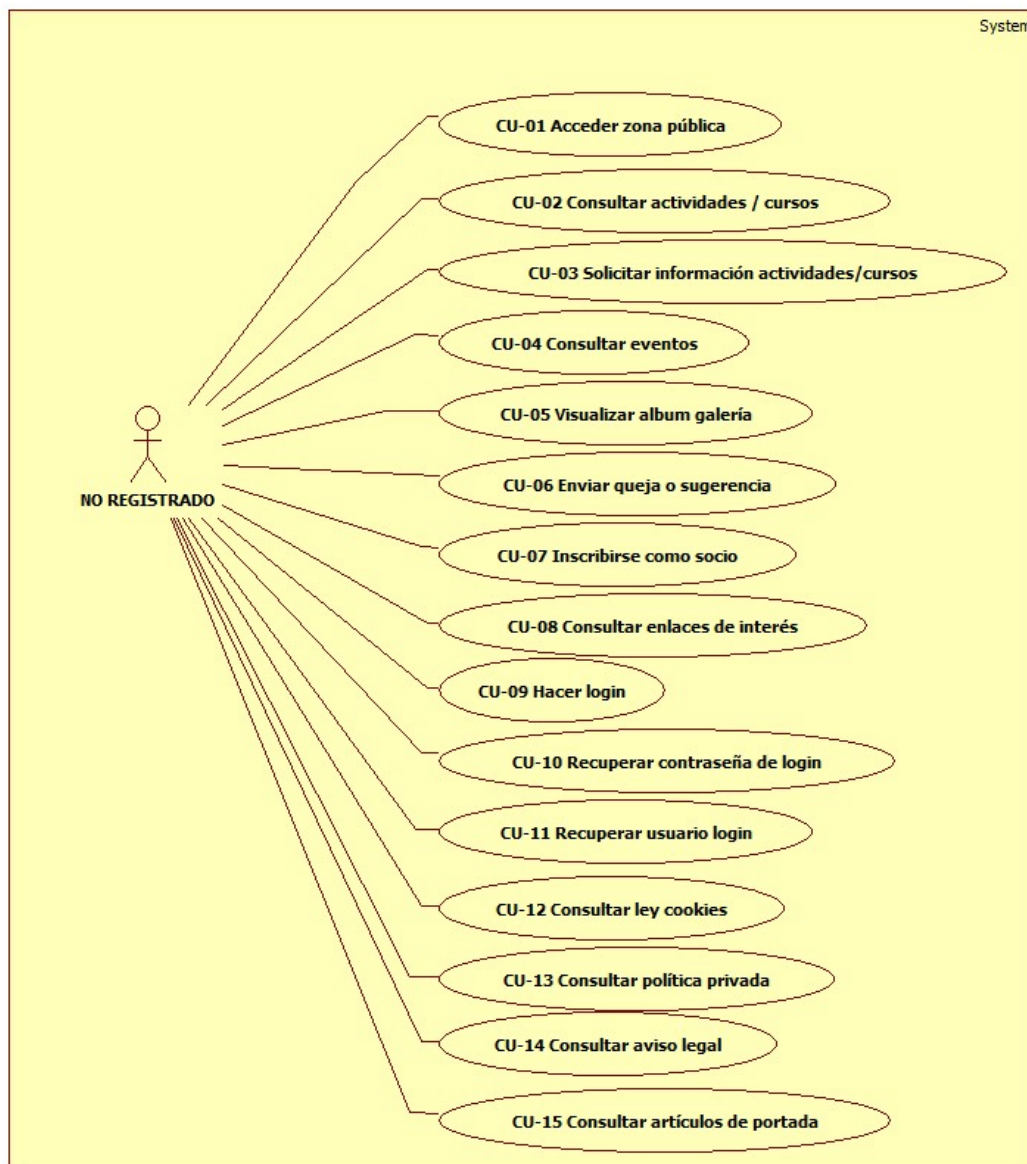 System
CU-01 Acceder zona pública
CU-02 Consultar actividades / cursos
CU-03 Solicitar información actividades/cursos
CU-04 Consultar eventos
CU-05 Visualizar album galería
CU-06 Enviar queja o sugerencia
NO REGISTRADO
CU-07 Inscribirse como socio
CU-08 Consultar enlaces de interés
CU-09 Hacer login
CU-10 Recuperar contraseña de login
CU-11 Recuperar usuario login
CU-12 Consultar ley cookies
CU-13 Consultar política privada
CU-14 Consultar aviso legal
CU-15 Consultar artículos de portada